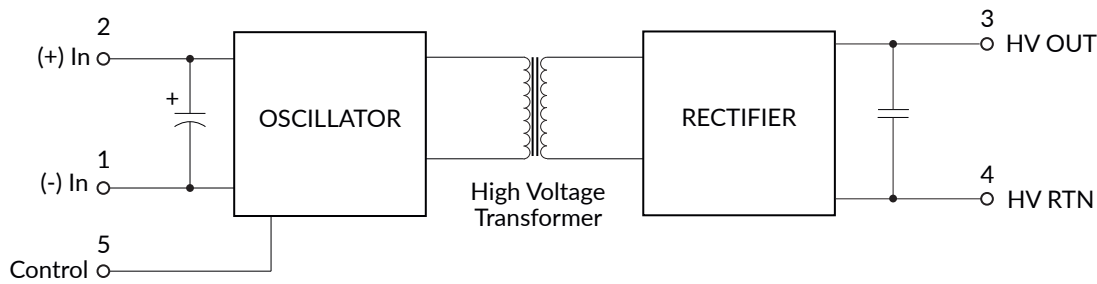 2
(+) In
+
1
(-) In
5
Control
OSCILLATOR
High Voltage
Transformer
RECTIFIER
3
HV OUT
4
HV RTN